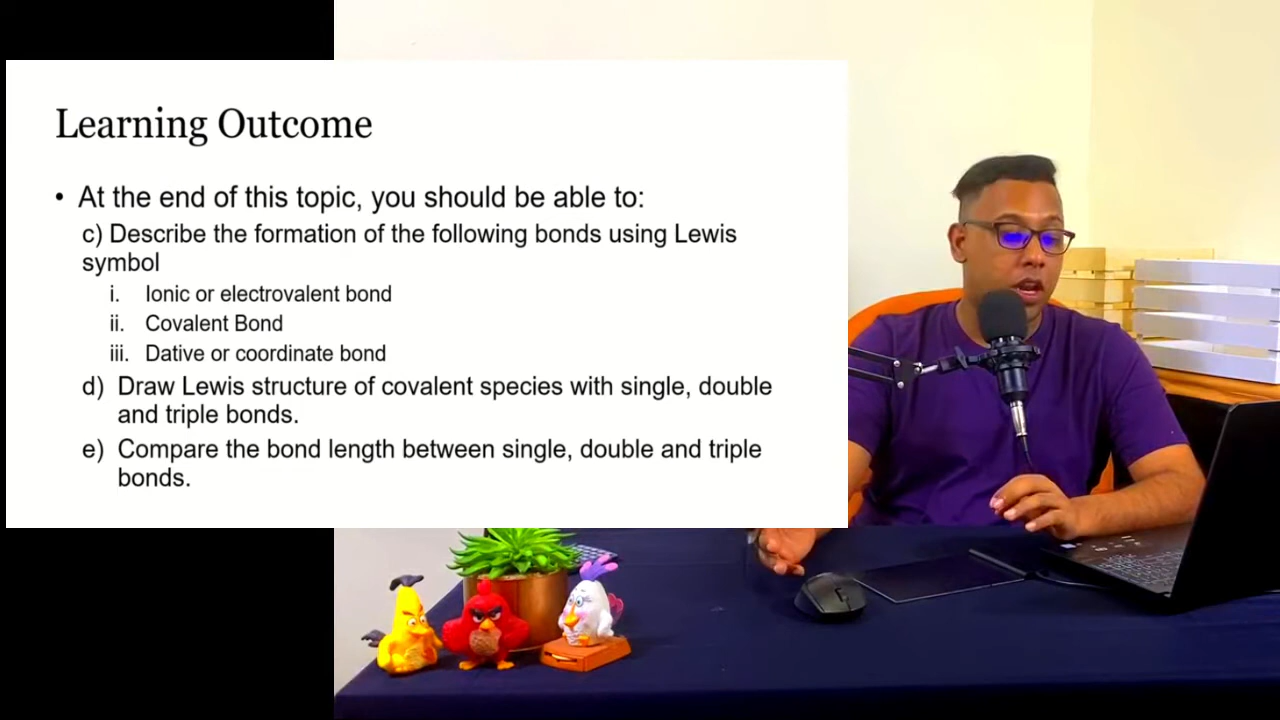 Learning Outcome
• At the end of this topic, you should be able to:
c) Describe the formation of the following bonds using Lewis
symbol
i. Ionic or electrovalent bond
ii. Covalent Bond
iii. Dative or coordinate bond
d) Draw Lewis structure of covalent species with single, double
and triple bonds.
e) Compare the bond length between single, double and triple
bonds.